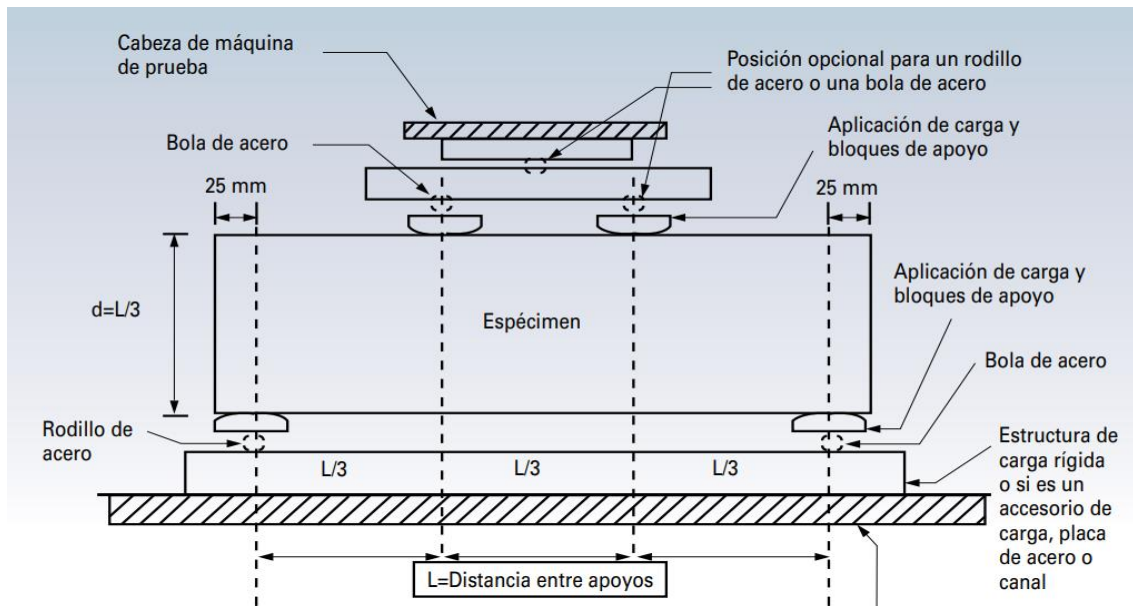 Cabeza de máquina
de prueba
Posición opcional para un rodillo
de acero o una bola de acero
Bola de acero
Aplicación de carga y
bloques de apoyo
25 mm
25 mm
d=L/3
Espécimen
Aplicación de carga y
bloques de apoyo
Bola de acero
Rodillo de
acero
L/3
L/3
L/3
Estructura de
carga rígida
o si es un
accesorio de
carga, placa
de acero o
canal
L=Distancia entre apoyos